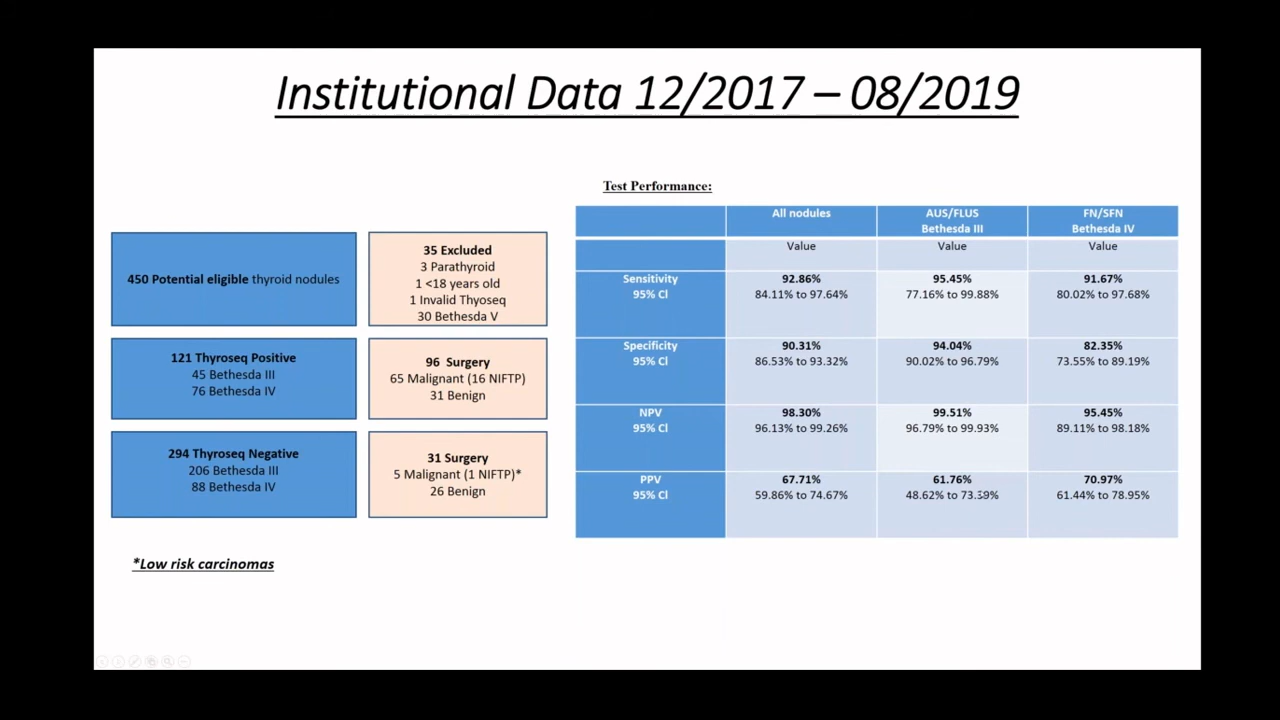 Institutional Data 12/2017 – 08/2019
450 Potential eligible thyroid nodules
35 Excluded
3 Parathyroid
1 <18 years old
1 Invalid Thyoseq
30 Bethesda V
121 Thyroseq Positive
45 Bethesda III
76 Bethesda IV
96 Surgery
65 Malignant (16 NIFTP)
31 Benign
294 Thyroseq Negative
206 Bethesda III
88 Bethesda IV
31 Surgery
5 Malignant (1 NIFTP)*
26 Benign
*Low risk carcinomas
Test Performance:
All nodules AUS/FLUS FN/SFN
Bethesda III Bethesda IV
Value Value Value
Sensitivity 92.86% 95.45% 91.67%
95% Cl 84.11% to 97.64% 77.16% to 99.88% 80.02% to 97.68%
Specificity 90.31% 94.04% 82.35%
95% Cl 86.53% to 93.32% 90.02% to 96.79% 73.55% to 89.19%
NPV 98.30% 99.51% 95.45%
95% Cl 96.13% to 99.26% 96.79% to 99.93% 89.11% to 98.18%
PPV 67.71% 61.76% 70.97%
95% Cl 59.86% to 74.67% 48.62% to 73.39% 61.44% to 78.95%